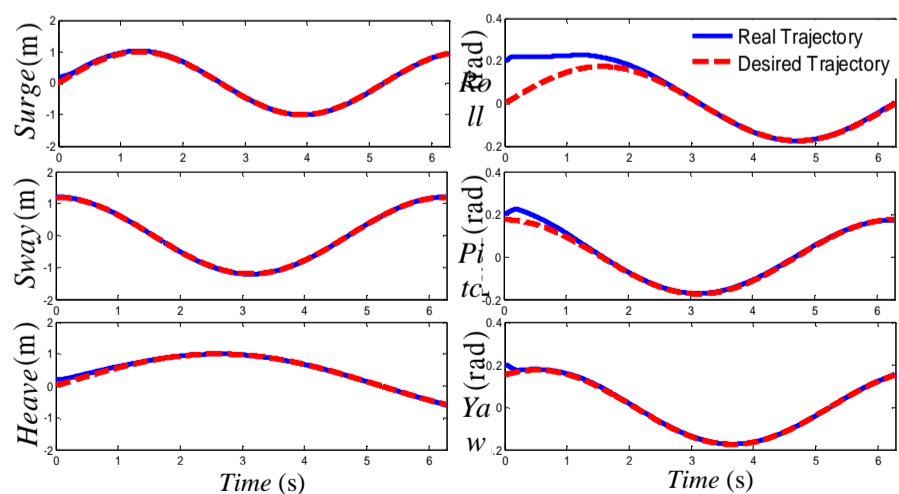 Surge(m)
2
1
0
-1
-2
0 1 2 3 4 5 6
Sway(m)
2
1
0
-1
-2
0 1 2 3 4 5 6
Heave(m)
2
1
0
-1
-2
0 1 2 3 4 5 6
Time (s)
Ro
ll
(rad)
0.4
0.2
0
-0.2
0 1 2 3 4 5 6
Real Trajectory
Desired Trajectory
Pi
tc
(rad)
0.4
0.2
0
-0.2
0 1 2 3 4 5 6
Ya
w
(rad)
0.4
0.2
0
.2
0 1 2 3 4 5 6
Time (s)